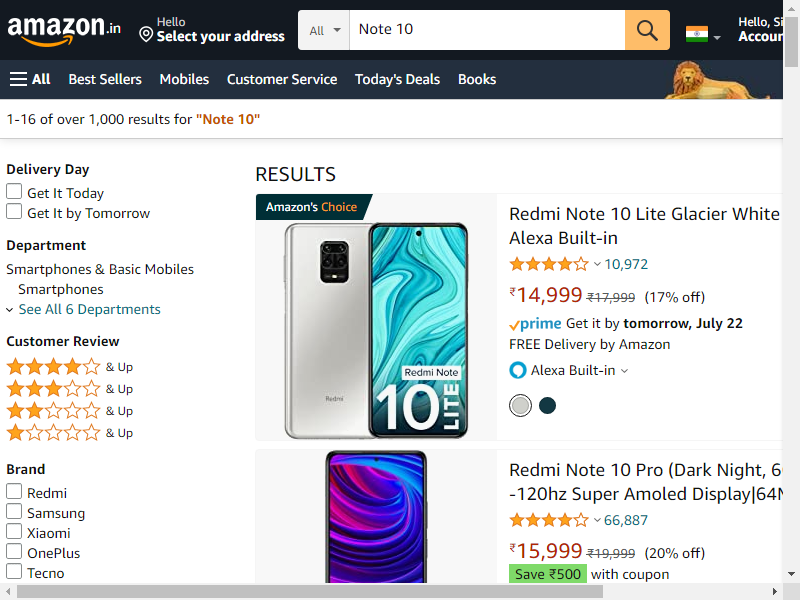 amazon.in
Hello
Select your address
All
Note 10
Hello, Si
Accour
All
Best Sellers
Mobiles
Customer Service
Today's Deals
Books
1-16 of over 1,000 results for "Note 10"
Delivery Day
Get It Today
Get It by Tomorrow
Department
Smartphones & Basic Mobiles
Smartphones
See All 6 Departments
Customer Review
& Up
& Up
& Up
& Up
Brand
Redmi
Samsung
Xiaomi
OnePlus
Tecno
RESULTS
Amazon's Choice
Redmi
Redmi Note
10 LITE
Redmi Note 10 Lite Glacier White
Alexa Built-in
10,972
₹14,999 ₹17,999 (17% off)
prime Get it by tomorrow, July 22
FREE Delivery by Amazon
Alexa Built-in
Redmi Note 10 Pro (Dark Night, 6
-120hz Super Amoled Display|64M
66,887
₹15,999 ₹19,999 (20% off)
Save ₹500 with coupon